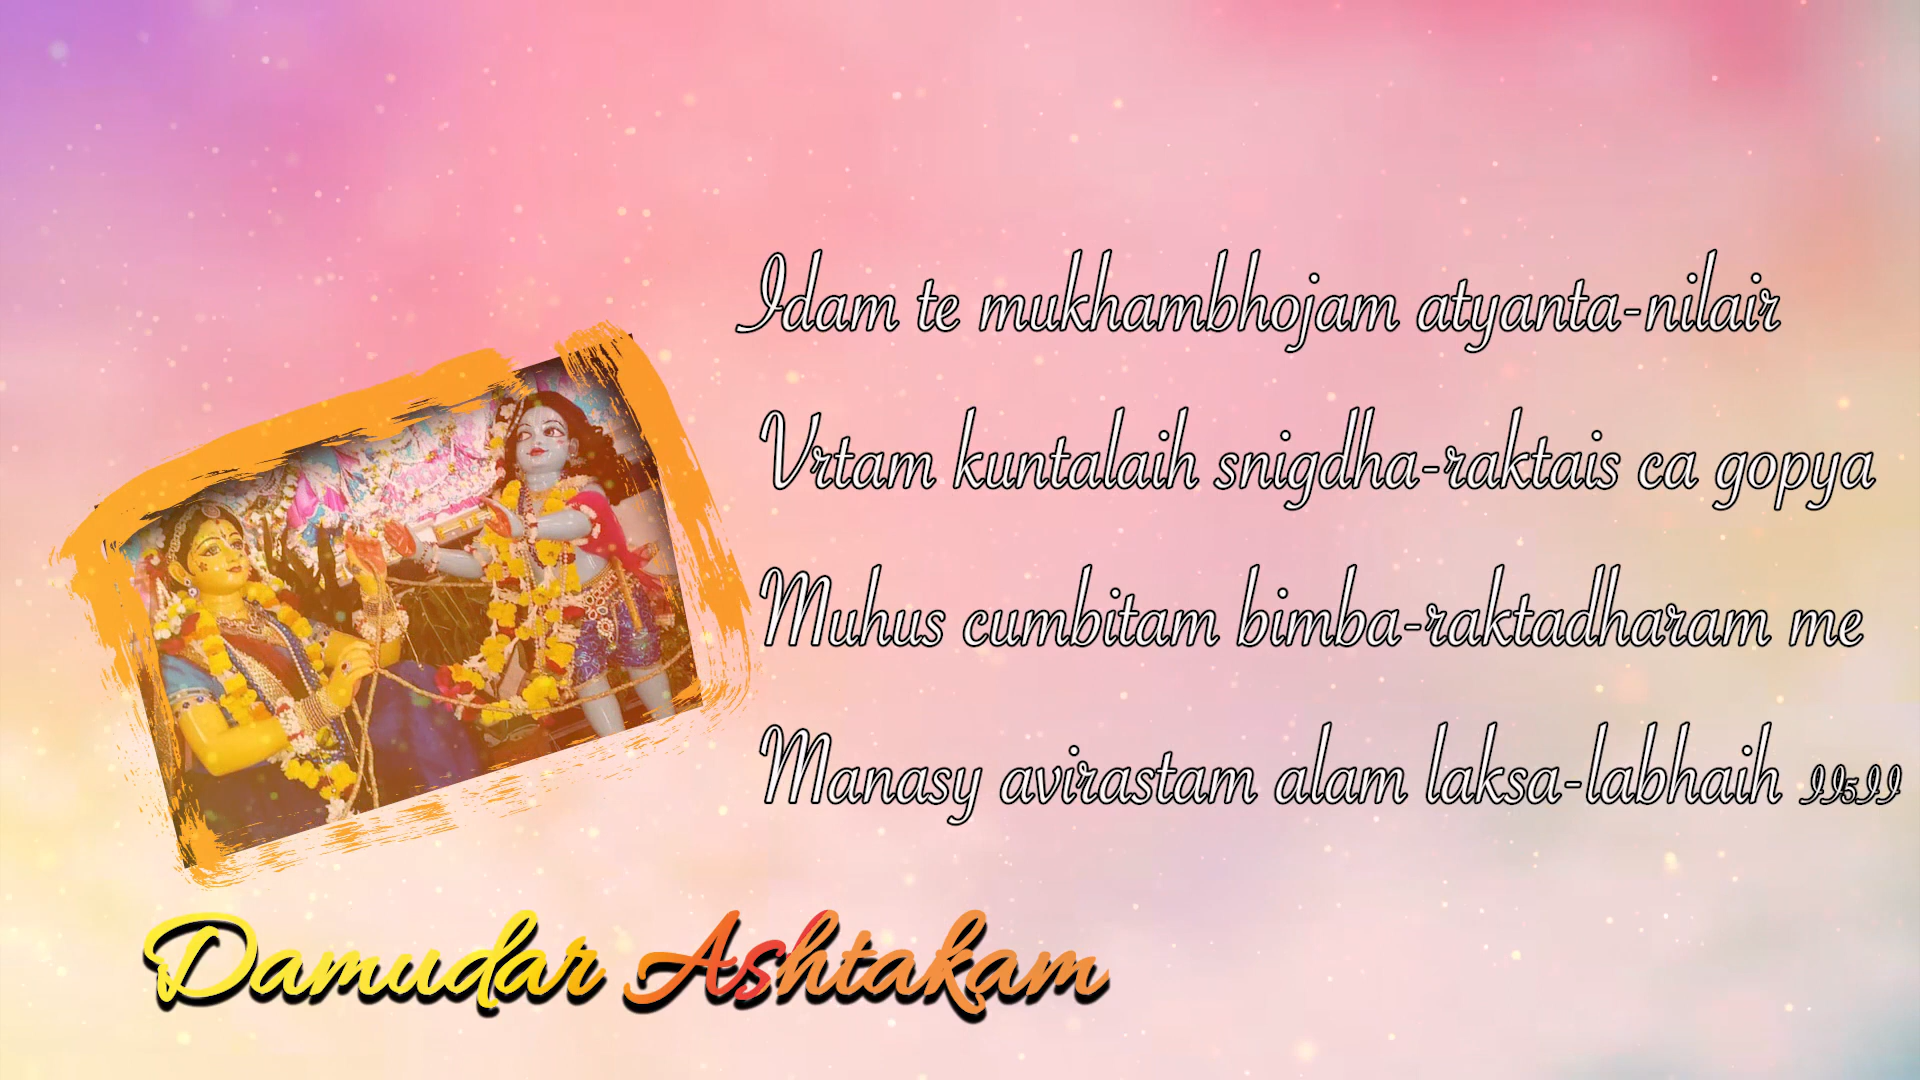 Idam te mukhambhojam atyanta-nilair
Vrtam kuntalaih snigdha-raktais ca gopya
Muhus cumbitam bimba-raktadharam me
Manasy avirastam alam laksa-labhaih II5II
Damudar Ashtakam